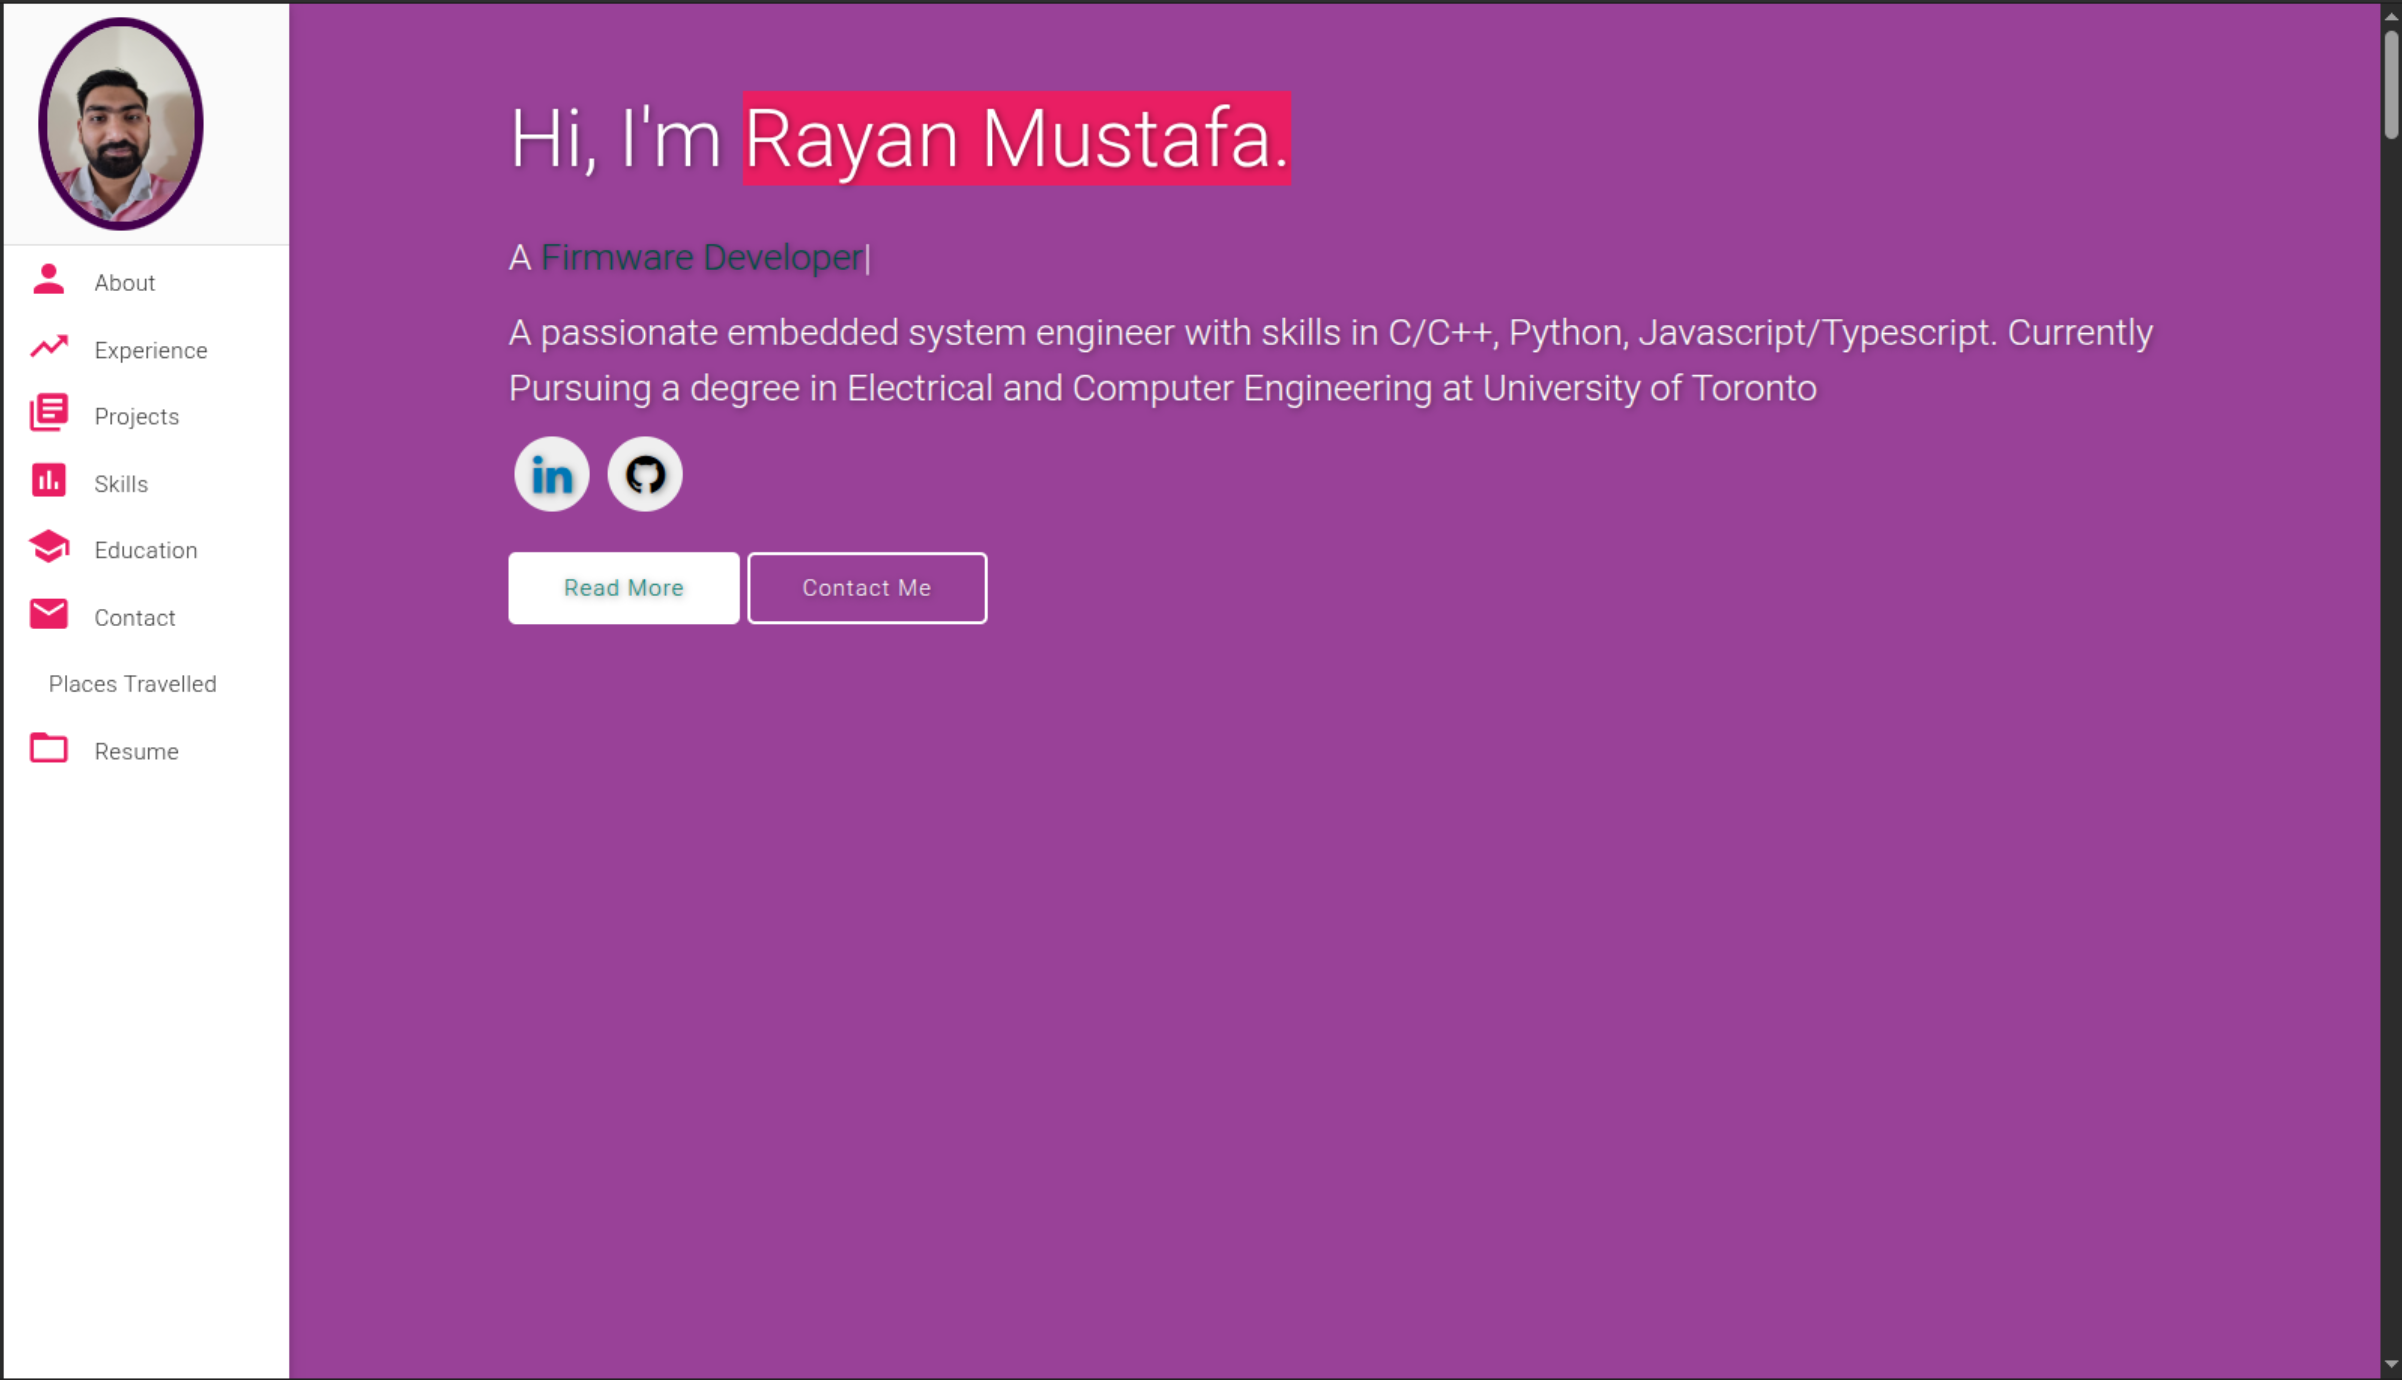 About
Experience
Projects
Skills
Education
Contact
Places Travelled
Resume
Hi, I'm Rayan Mustafa.
A Firmware Developer|
A passionate embedded system engineer with skills in C/C++, Python, Javascript/Typescript. Currently
Pursuing a degree in Electrical and Computer Engineering at University of Toronto
in
Read More
Contact Me